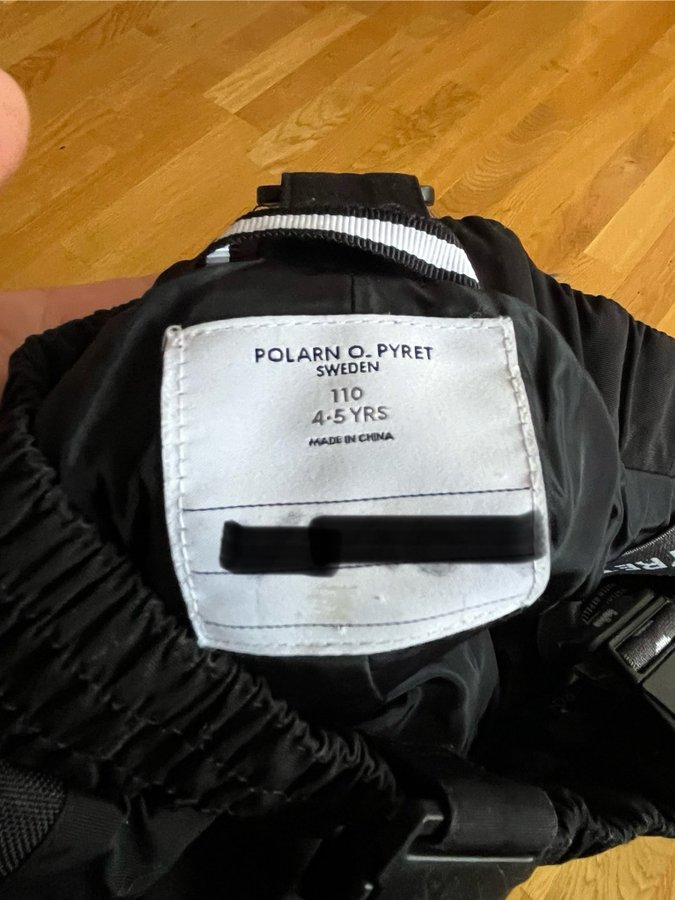 POLARN O. PYRET
SWEDEN
110
4-5 YRS
MADE IN CHINA